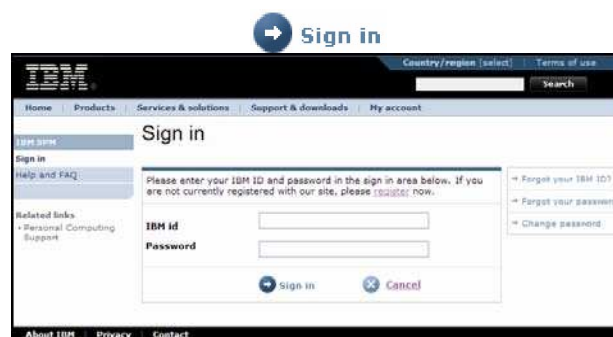 Sign in
Country/region [select] Terms of use
IBM.
Search
Home Products Services & solutions Support & downloads My account
IBM SPM
Sign in
Sign in
Help and FAQ
Please enter your IBM ID and password in the sign in area below. If you
are not currently registered with our site, please register now.
→ Forgot your IBM ID?
→ Forgot your password
→ Change password
Related links
• Personal Computing
Support
IBM id
Password
Sign in Cancel
About IBM Privacy Contact